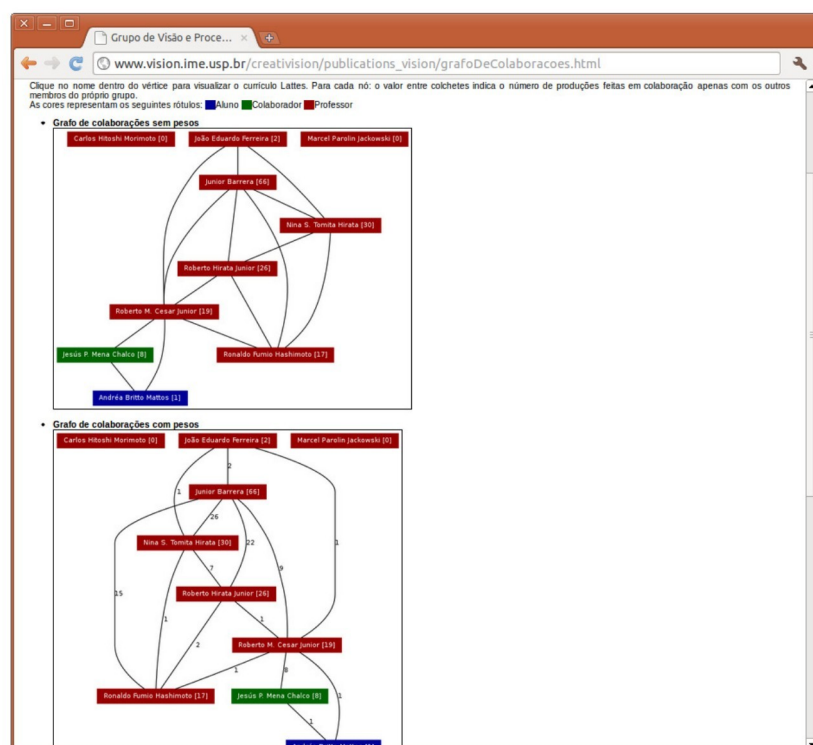 Grupo de Visão e Proce...
www.vision.ime.usp.br/creativision/publications_vision/grafoDeColaboracoes.html
Clique no nome dentro do vértice para visualizar o currículo Lattes. Para cada nó: o valor entre colchetes indica o número de produções feitas em colaboração apenas com os outros
membros do próprio grupo.
As cores representam os seguintes rótulos: Aluno Colaborador Professor
Grafo de colaborações sem pesos
Carlos Hitoshi Morimoto [0] João Eduardo Ferreira [2] Marcel Parolin Jackowski [0]
Junior Barrera [66]
Nina S. Tomita Hirata [30]
Roberto Hirata Junior [26]
Roberto M. Cesar Junior [19]
Jesús P. Mena Chalco [8] Ronaldo Fumio Hashimoto [17]
Andréa Britto Mattos [1]
Grafo de colaborações com pesos
Carlos Hitoshi Morimoto [0] João Eduardo Ferreira [2] Marcel Parolin Jackowski [0]
2
1 Junior Barrera [66]
26
Nina S. Tomita Hirata [30] 22 1
7 9
15 Roberto Hirata Junior [26]
1 1
2 Roberto M. Cesar Junior [19]
1 8
Ronaldo Fumio Hashimoto [17] Jesús P. Mena Chalco [8] 1
1